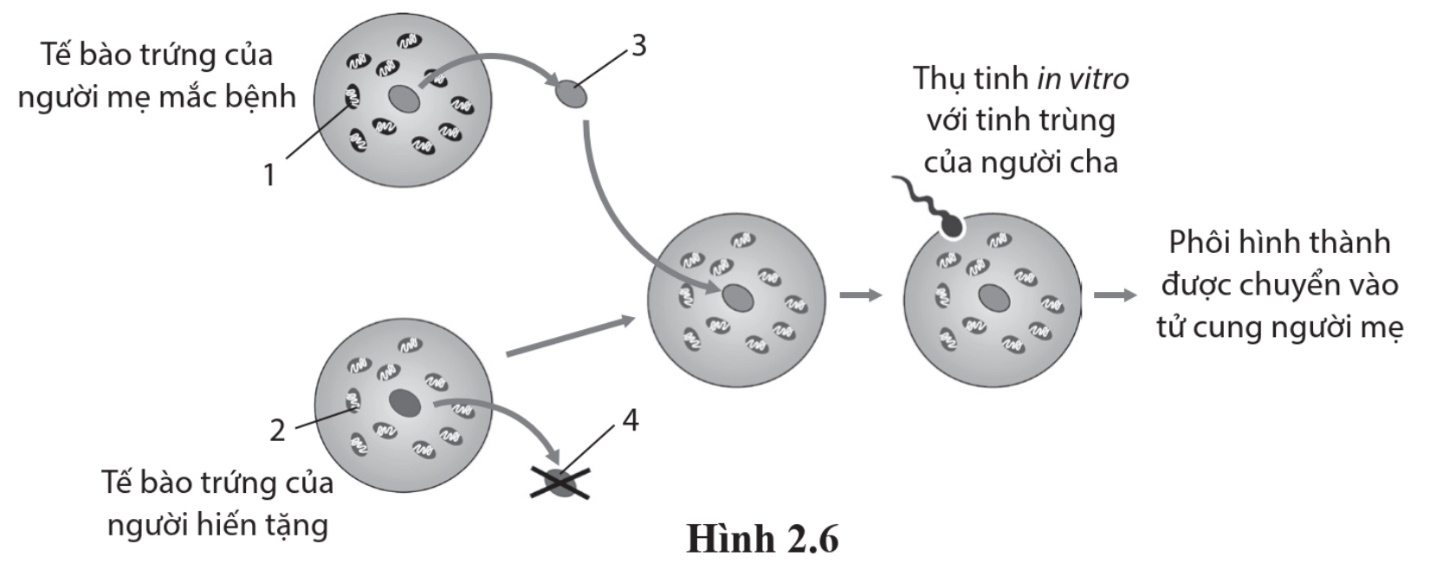 Tế bào trứng của
người mẹ mắc bệnh
1
3
Thụ tinh in vitro
với tinh trùng
của người cha
Phôi hình thành
được chuyển vào
tử cung người mẹ
2
4
Tế bào trứng của
người hiến tặng
Hình 2.6